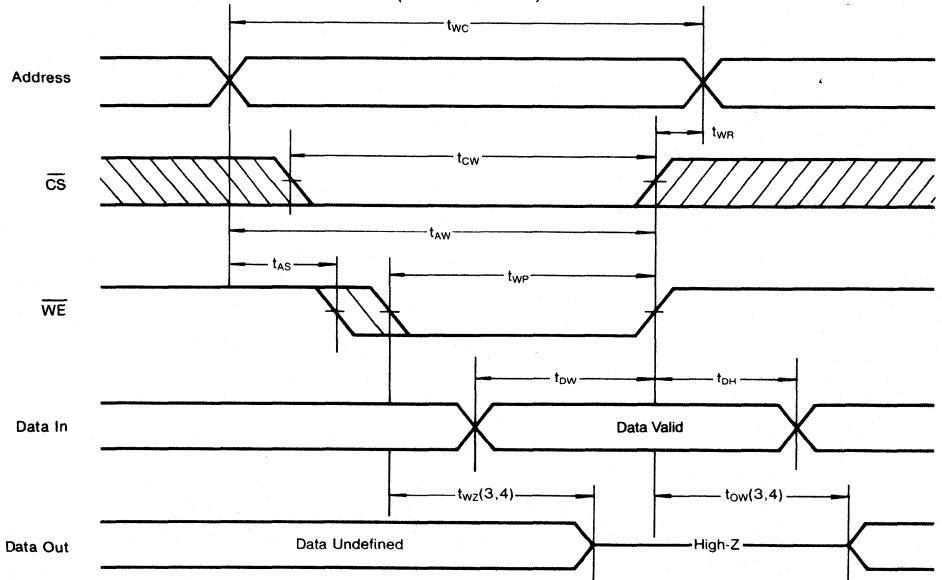 tWC
Address
tWR
tCW
CS
tAW
tAS
tWP
WE
tDW
tDH
Data In
Data Valid
tWZ(3,4)
tOW(3,4)
Data Out
Data Undefined
High-Z